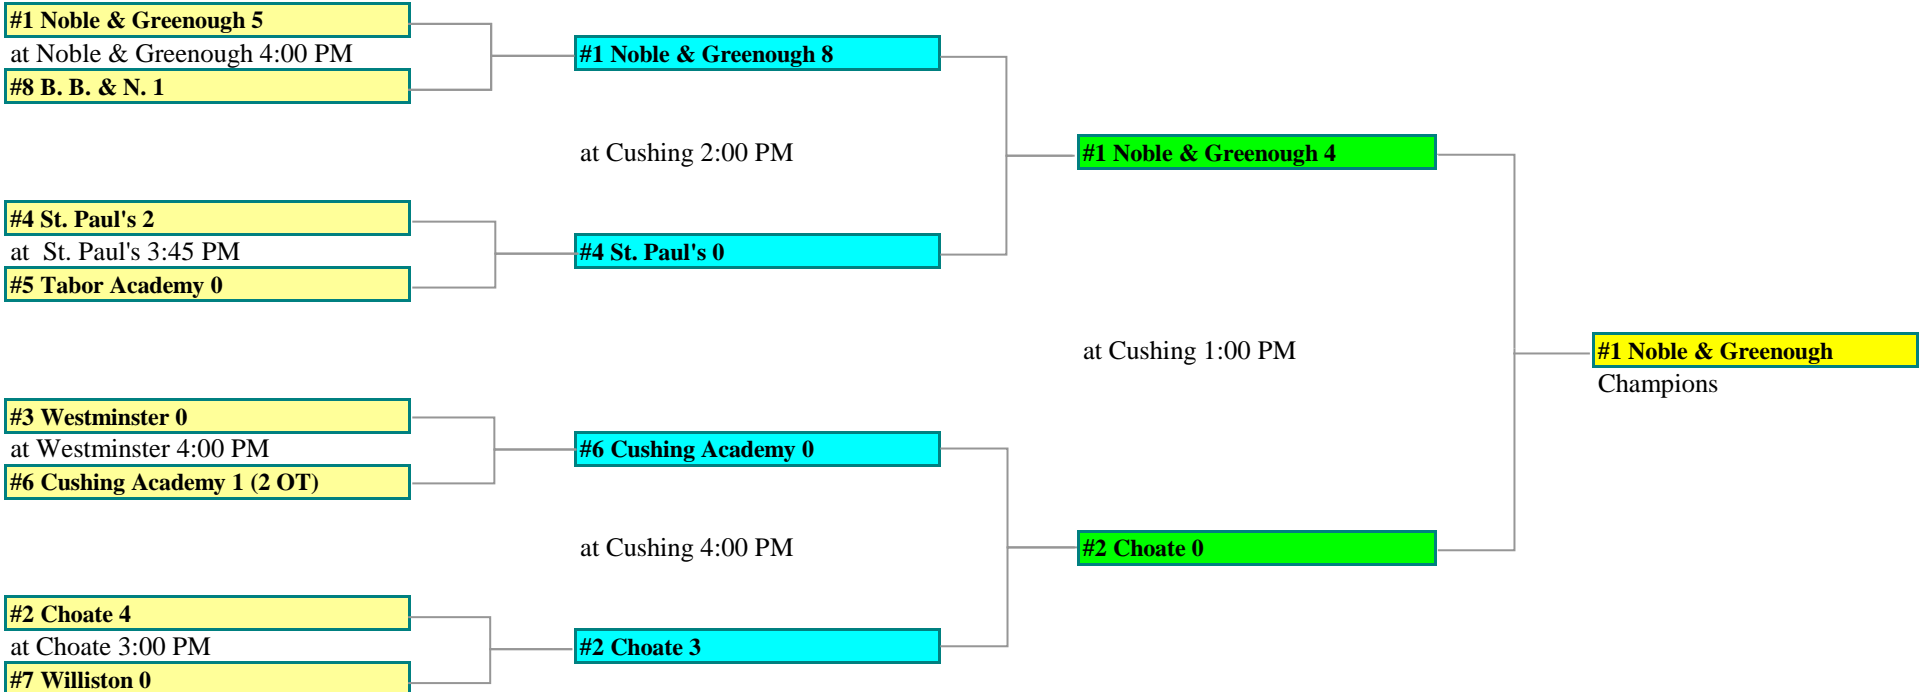 #1 Noble & Greenough 5
at Noble & Greenough 4:00 PM
#8 B. B. & N. 1
#4 St. Paul's 2
at  St. Paul's 3:45 PM
#5 Tabor Academy 0
#3 Westminster 0
at Westminster 4:00 PM
#6 Cushing Academy 1 (2 OT)
#2 Choate 4
at Choate 3:00 PM
#7 Williston 0
#1 Noble & Greenough 8
at Cushing 2:00 PM
#4 St. Paul's 0
#6 Cushing Academy 0
at Cushing 4:00 PM
#2 Choate 3
#1 Noble & Greenough 4
at Cushing 1:00 PM
#2 Choate 0
#1 Noble & Greenough
Champions